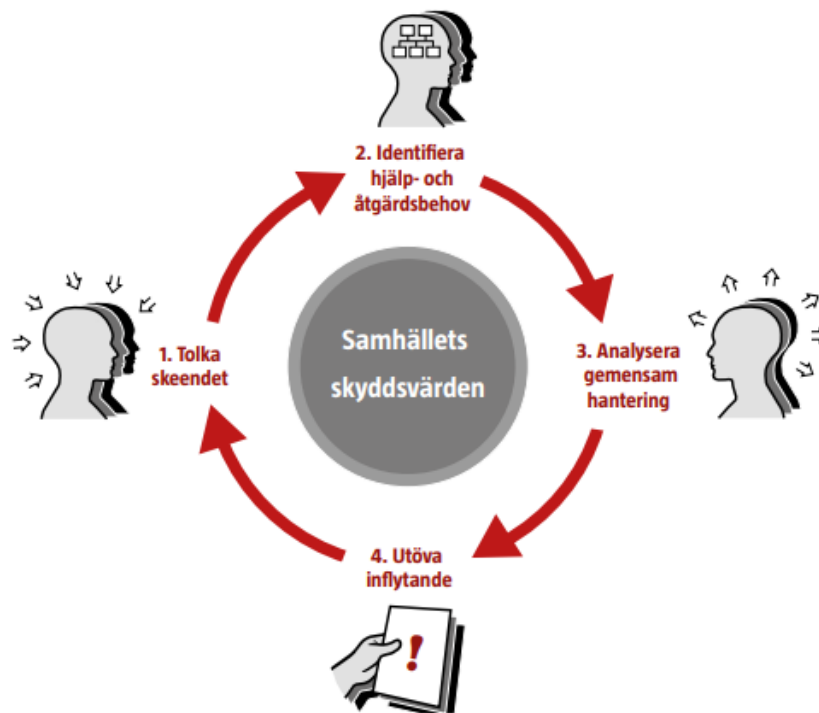 2. Identifiera
hjälp- och
åtgärdsbehov
Samhällets
skyddsvärden
1. Tolka
skeendet
3. Analysera
gemensam
hantering
4. Utöva
inflytande
!